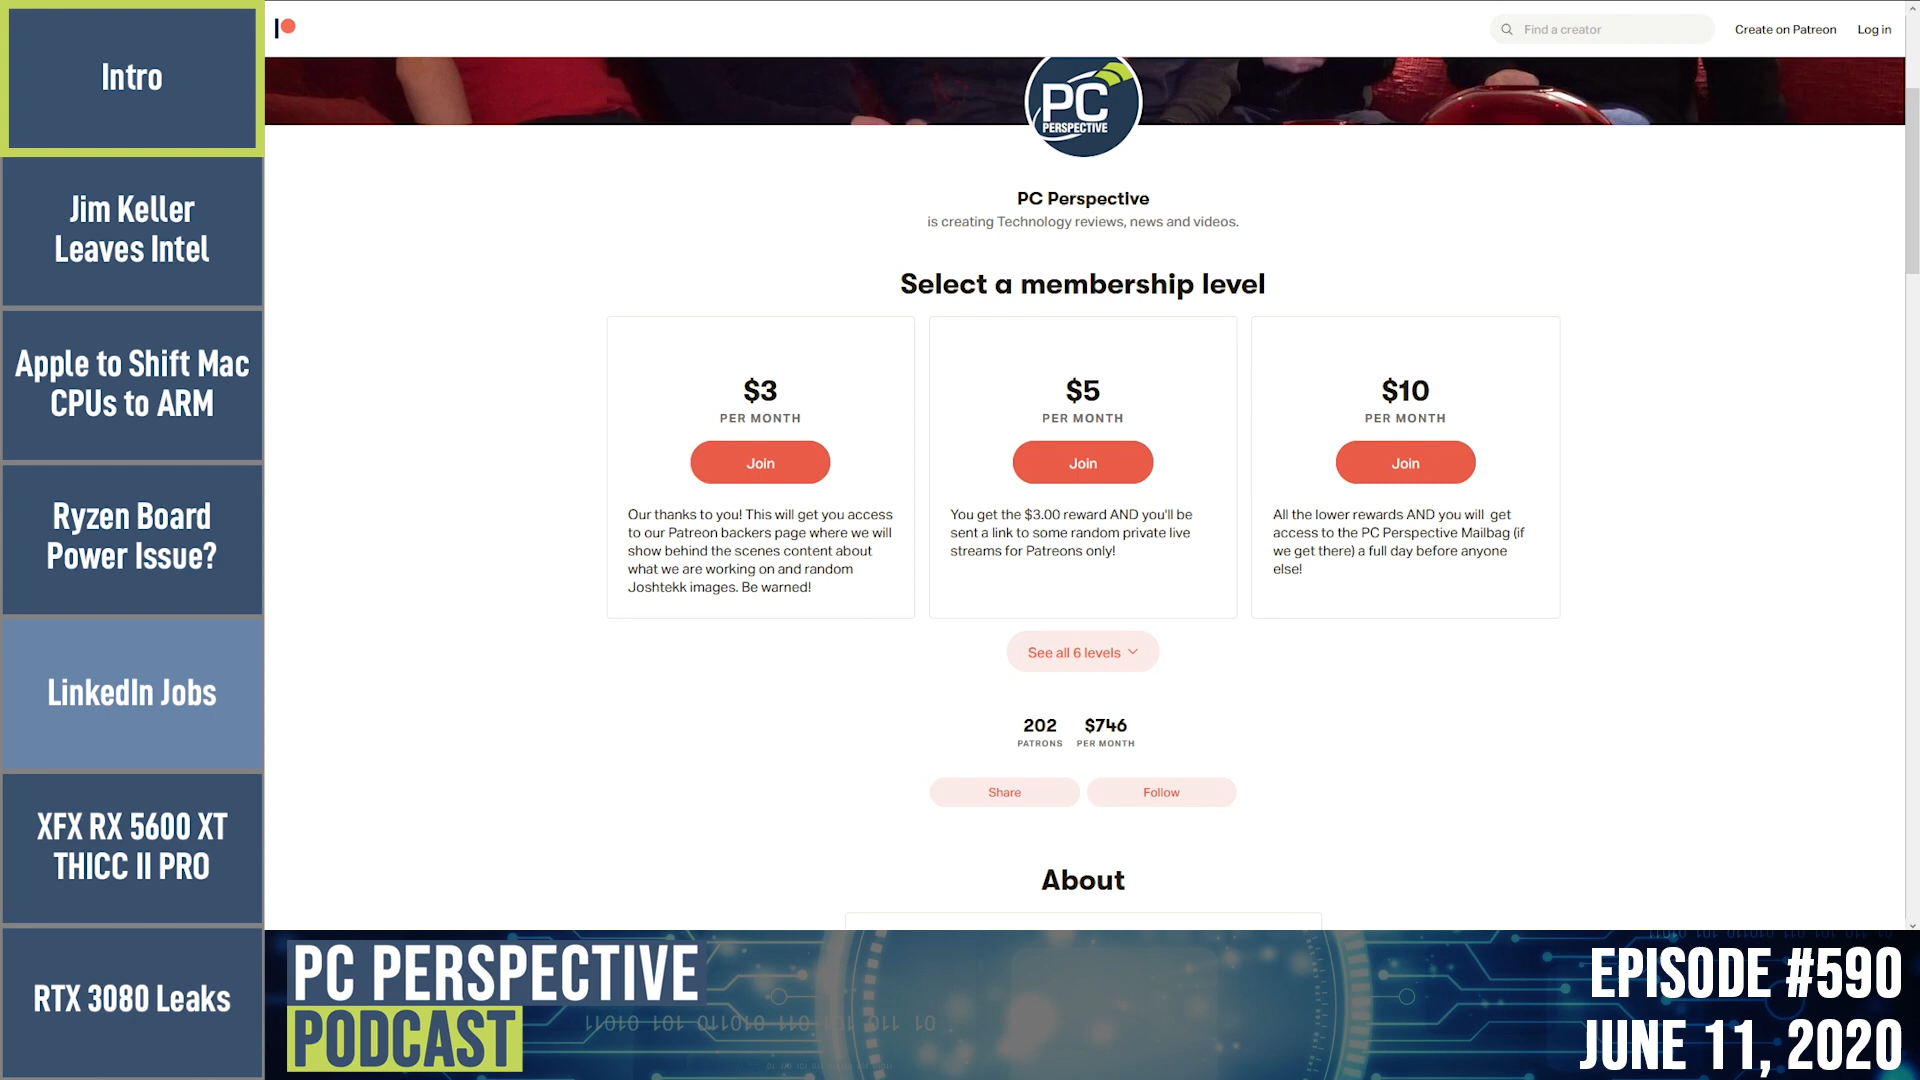 Intro
Jim Keller
Leaves Intel
Apple to Shift Mac
CPUs to ARM
Ryzen Board
Power Issue?
LinkedIn Jobs
XFX RX 5600 XT
THICC II PRO
RTX 3080 Leaks
Find a creator
Create on Patreon
Log in
PC
PERSPECTIVE
PC Perspective
is creating Technology reviews, news and videos.
Select a membership level
$3
PER MONTH
Join
Our thanks to you! This will get you access
to our Patreon backers page where we will
show behind the scenes content about
what we are working on and random
Joshtekk images. Be warned!
$5
PER MONTH
Join
You get the $3.00 reward AND you'll be
sent a link to some random private live
streams for Patreons only!
$10
PER MONTH
Join
All the lower rewards AND you will get
access to the PC Perspective Mailbag (if
we get there) a full day before anyone
else!
See all 6 levels
202
PATRONS
$746
PER MONTH
Share
Follow
About
PC PERSPECTIVE
PODCAST
EPISODE #590
JUNE 11, 2020